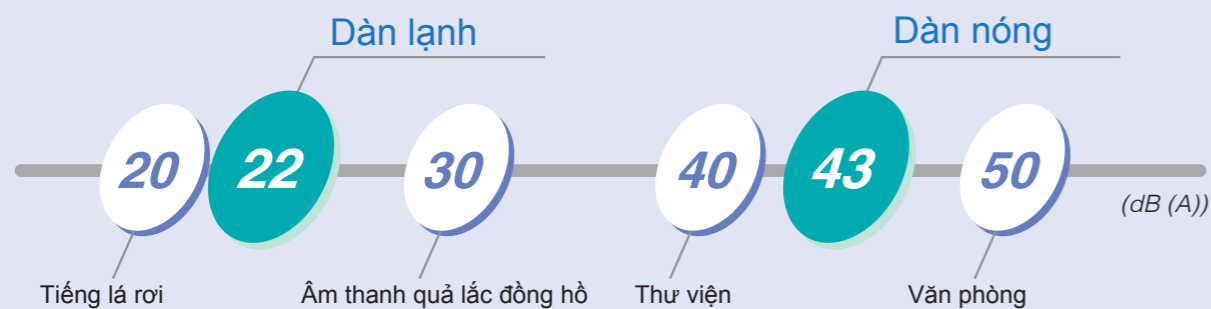 Dàn lạnh
Dàn nóng
20
22
30
40
43
50
(dB (A))
Tiếng lá rơi
Âm thanh quả lắc đồng hồ
Thư viện
Văn phòng